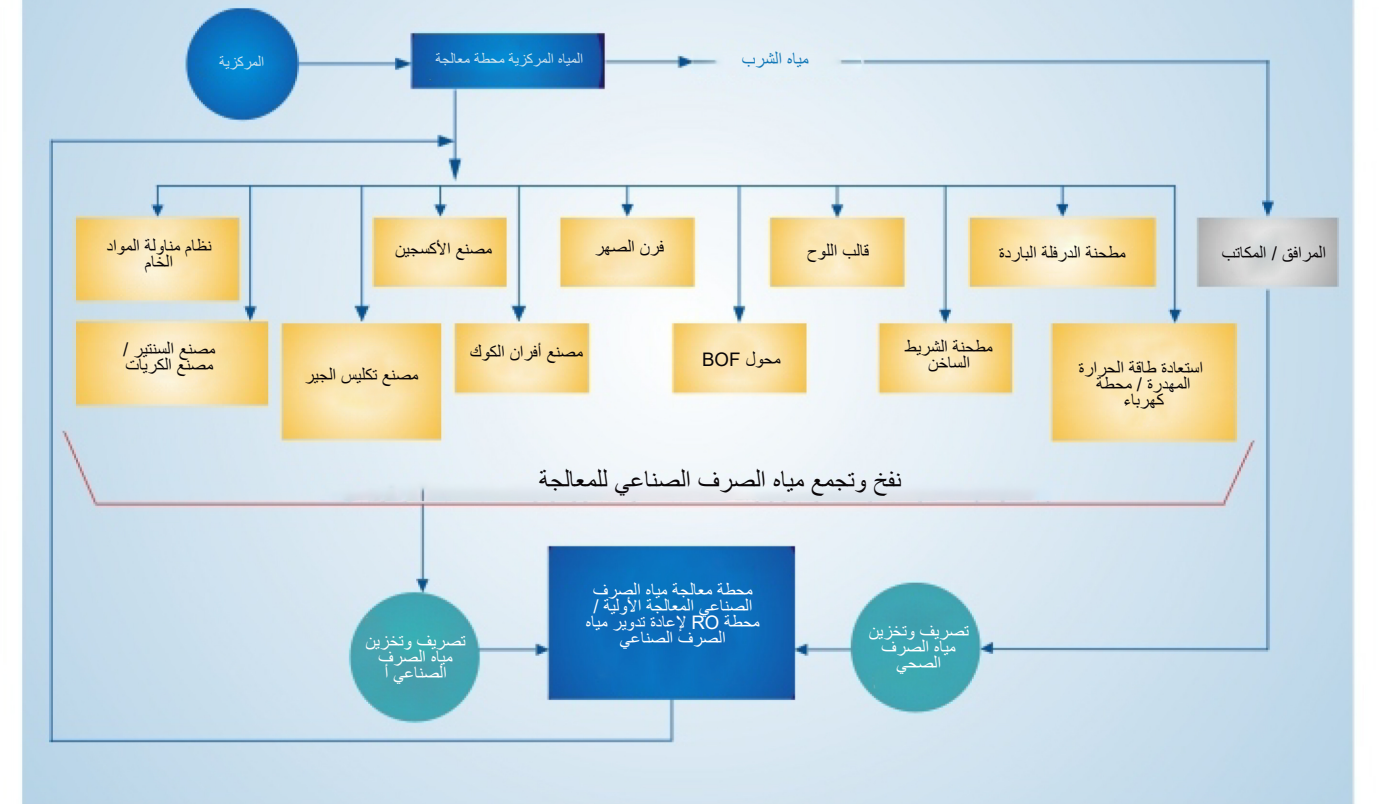 المركزية
المياه المركزية محطة معالجة
مياه الشرب
نظام مناولة المواد
الخام
مصنع الأكسجين
فرن الصهر
قالب اللوح
مطحنة الدرفلة الباردة
المرافق / المكاتب
مصنع السنتير /
مصنع الكريات
مصنع تكليس الجير
مصنع أفران الكوك
محول BOF
مطحنة الشريط
الساخن
استعادة طاقة الحرارة
المهدرة / محطة
كهرباء
نفخ وتجمع مياه الصرف الصناعي للمعالجة
تصريف وتخزين
مياه الصرف
الصناعي أ
محطة معالجة مياه الصرف
الصناعي المعالجة الأولية /
محطة RO لإعادة تدوير مياه
الصرف الصناعي
تصريف وتخزين
مياه الصرف
الصحي